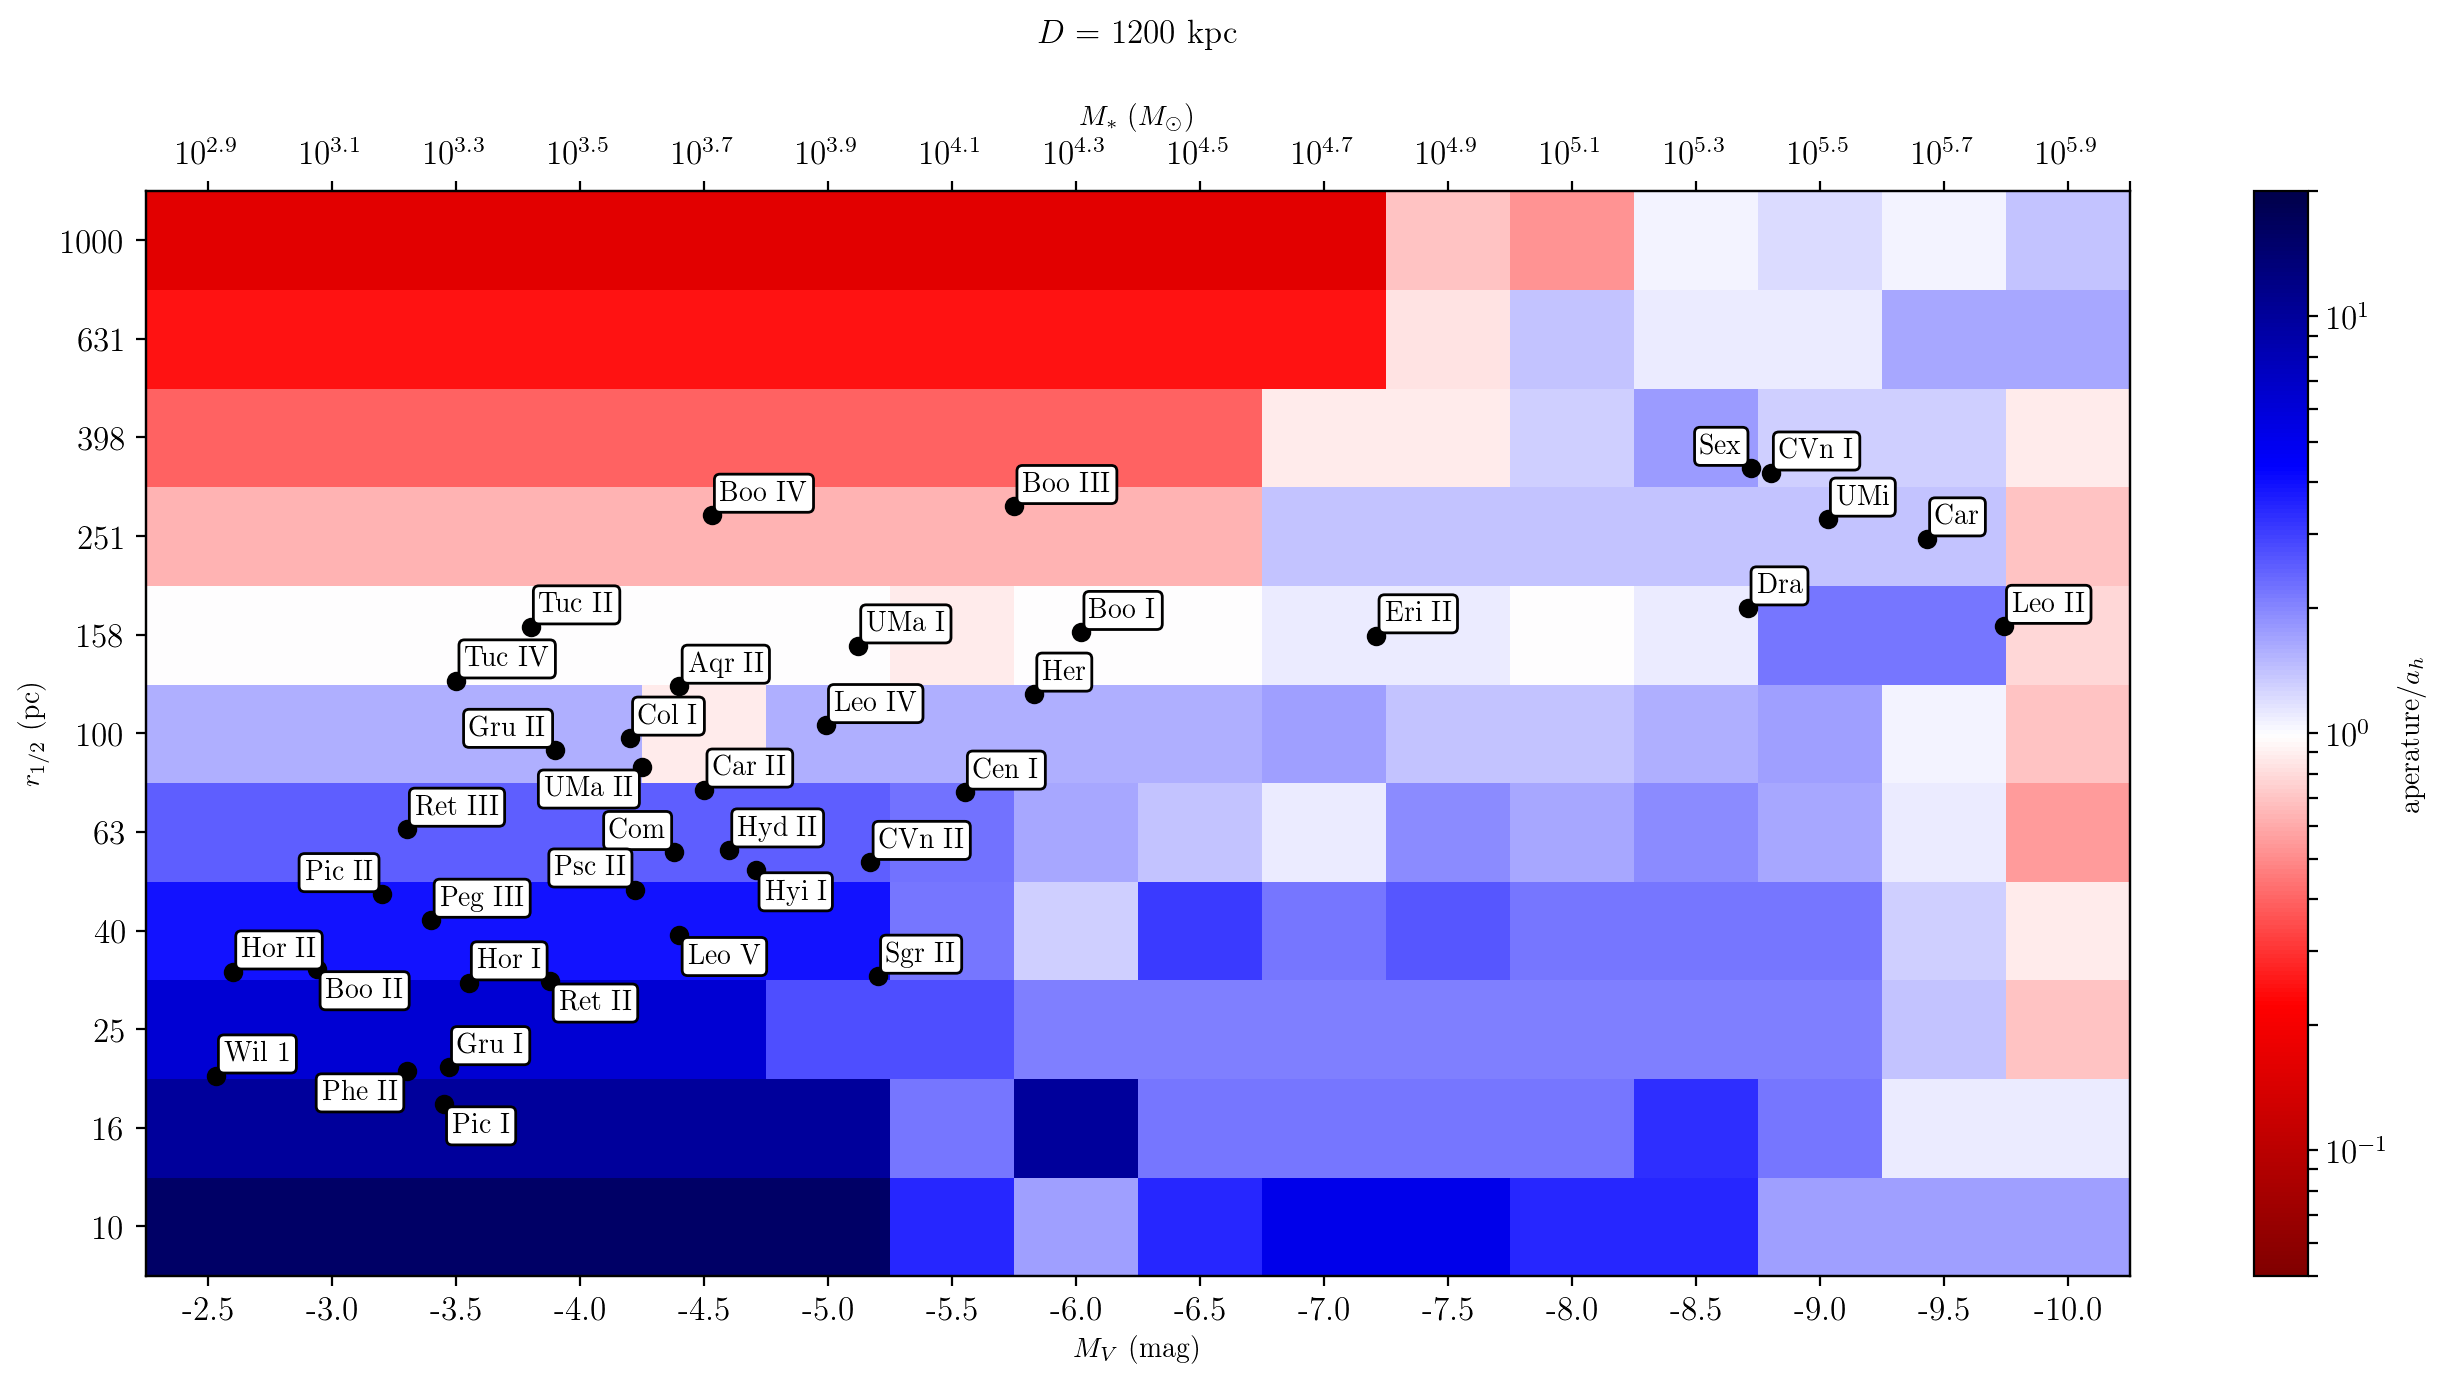 D = 1200 kpc
M_* (M_⊙)
10^2.9 10^3.1 10^3.3 10^3.5 10^3.7 10^3.9 10^4.1 10^4.3 10^4.5 10^4.7 10^4.9 10^5.1 10^5.3 10^5.5 10^5.7 10^5.9
1000
631
398
251
158
100
63
40
25
16
10
r_1/2 (pc)
Sex
CVn I
Boo IV
Boo III
UMi
Car
Dra
Tuc II
UMa I
Boo I
Eri II
Leo II
Tuc IV
Aqr II
Her
Leo IV
Gru II
Col I
Car II
Cen I
UMa II
Ret III
Com
Hyd II
CVn II
Pic II
Psc II
Peg III
Hyi I
Hor II
Hor I
Leo V
Sgr II
Boo II
Ret II
Wil 1
Gru I
Phe II
Pic I
-2.5 -3.0 -3.5 -4.0 -4.5 -5.0 -5.5 -6.0 -6.5 -7.0 -7.5 -8.0 -8.5 -9.0 -9.5 -10.0
M_V (mag)
10^1
10^0
10^−1
aperature/a_h